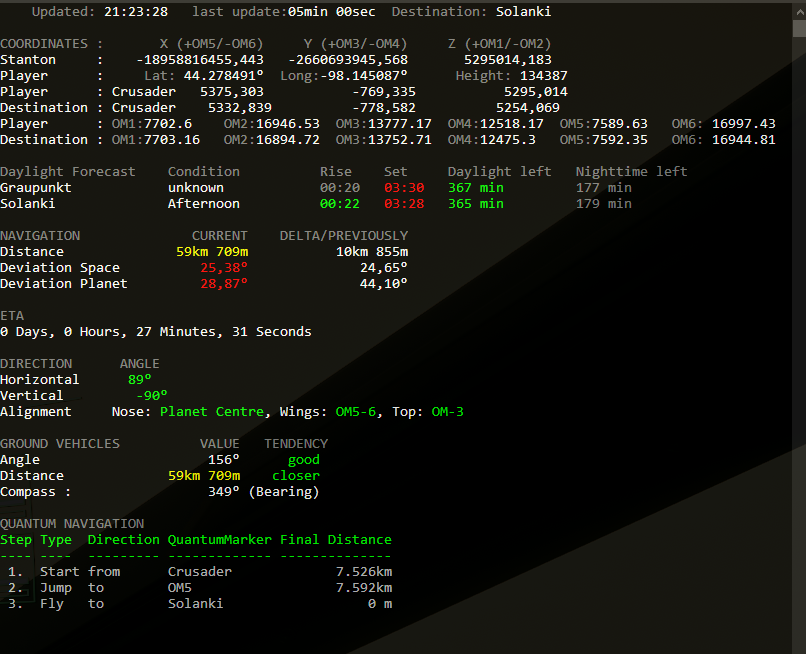 Updated: 21:23:28 last update:05min 00sec Destination: Solanki
COORDINATES : X (+OM5/-OM6) Y (+OM3/-OM4) Z (+OM1/-OM2)
Stanton : -18958816455,443 -2660693945,568 5295014,183
Player : Lat: 44.278491º Long:-98.145087º Height: 134387
Player : Crusader 5375,303 -769,335 5295,014
Destination : Crusader 5332,839 -778,582 5254,069
Player : OM1:7702.6 OM2:16946.53 OM3:13777.17 OM4:12518.17 OM5:7589.63 OM6: 16997.43
Destination : OM1:7703.16 OM2:16894.72 OM3:13752.71 OM4:12475.3 OM5:7592.35 OM6: 16944.81
Daylight Forecast Condition Rise Set Daylight left Nighttime left
Graupunkt unknown 00:20 03:30 367 min 177 min
Solanki Afternoon 00:22 03:28 365 min 179 min
NAVIGATION CURRENT DELTA/PREVIOUSLY
Distance 59km 709m 10km 855m
Deviation Space 25,38º 24,65º
Deviation Planet 28,87º 44,10º
ETA
0 Days, 0 Hours, 27 Minutes, 31 Seconds
DIRECTION ANGLE
Horizontal 89º
Vertical -90º
Alignment Nose: Planet Centre, Wings: OM5-6, Top: OM-3
GROUND VEHICLES VALUE TENDENCY
Angle 156º good
Distance 59km 709m closer
Compass : 349º (Bearing)
QUANTUM NAVIGATION
Step Type Direction QuantumMarker Final Distance
---- ---- --------- ------------- --------------
1. Start from Crusader 7.526km
2. Jump to OM5 7.592km
3. Fly to Solanki 0 m